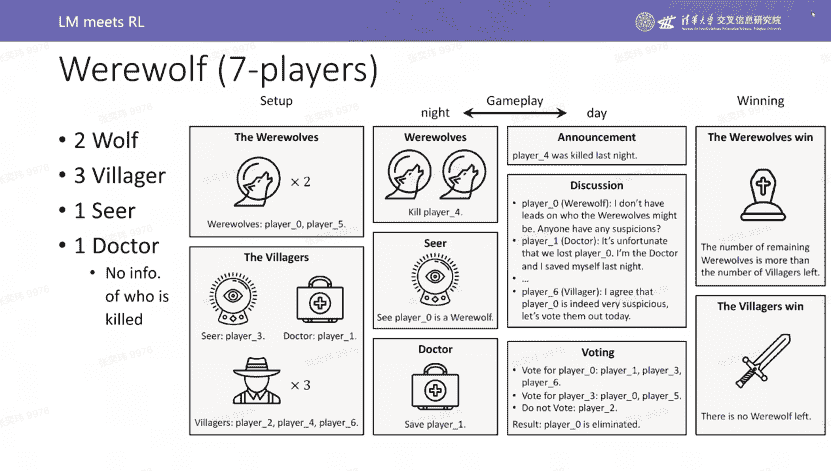 LM meets RL
清华大学 交叉信息研究院
Werewolf (7-players)
• 2 Wolf
• 3 Villager
• 1 Seer
• 1 Doctor
• No info.
of who is
killed
Setup
The Werewolves
× 2
Werewolves: player_0, player_5.
The Villagers
Seer: player_3.
Doctor: player_1.
× 3
Villagers: player_2, player_4, player_6.
Gameplay
night
day
Werewolves
Kill player_4.
Seer
See player_0 is a Werewolf.
Doctor
Save player_1.
Announcement
player_4 was killed last night.
Discussion
• player_0 (Werewolf): I don't have
leads on who the Werewolves might
be. Anyone have any suspicions?
• player_1 (Doctor): It's unfortunate
that we lost player_0. I'm the Doctor
and I saved myself last night.
• ...
• player_6 (Villager): I agree that
player_0 is indeed very suspicious,
let's vote them out today.
Voting
• Vote for player_0: player_1, player_3,
player_6.
• Vote for player_3: player_0, player_5.
• Do not Vote: player_2.
Result: player_0 is eliminated.
Winning
The Werewolves win
The number of remaining
Werewolves is more than
the number of Villagers left.
The Villagers win
There is no Werewolf left.